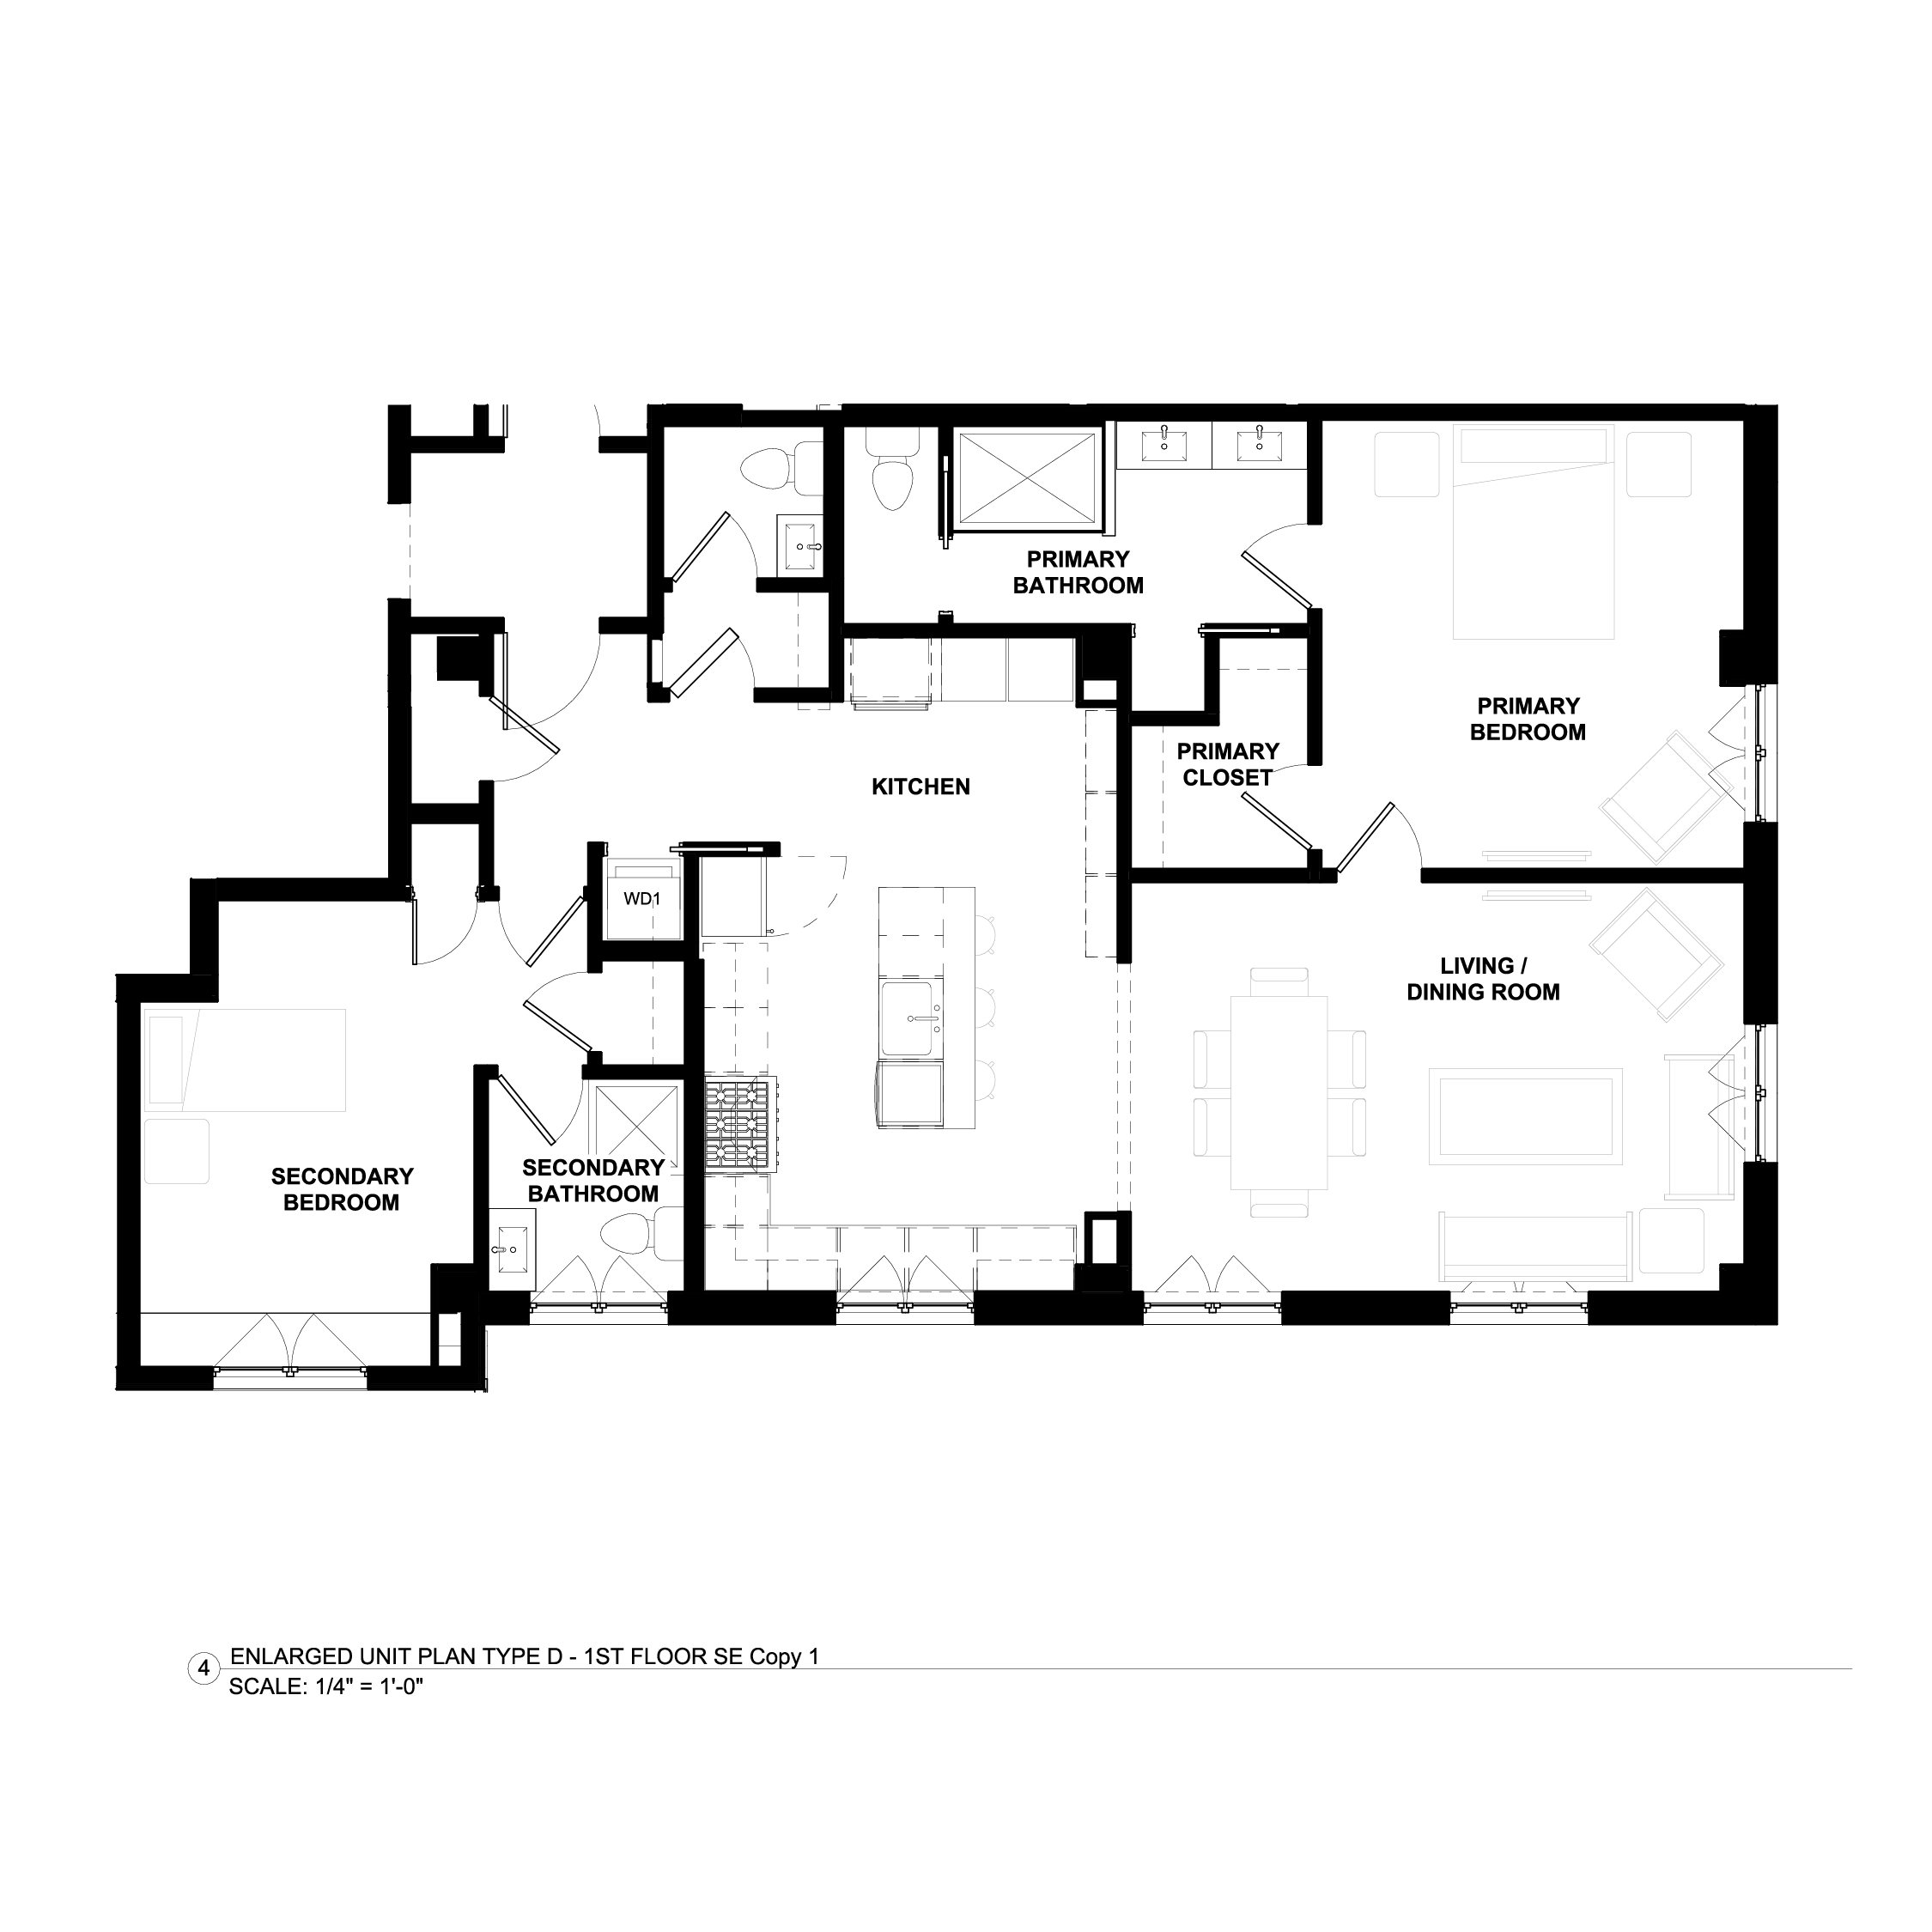 PRIMARY
BATHROOM
PRIMARY
BEDROOM
PRIMARY
CLOSET
KITCHEN
WD1
LIVING /
DINING ROOM
SECONDARY
BEDROOM
SECONDARY
BATHROOM
4
ENLARGED UNIT PLAN TYPE D - 1ST FLOOR SE Copy 1
SCALE: 1/4" = 1'-0"